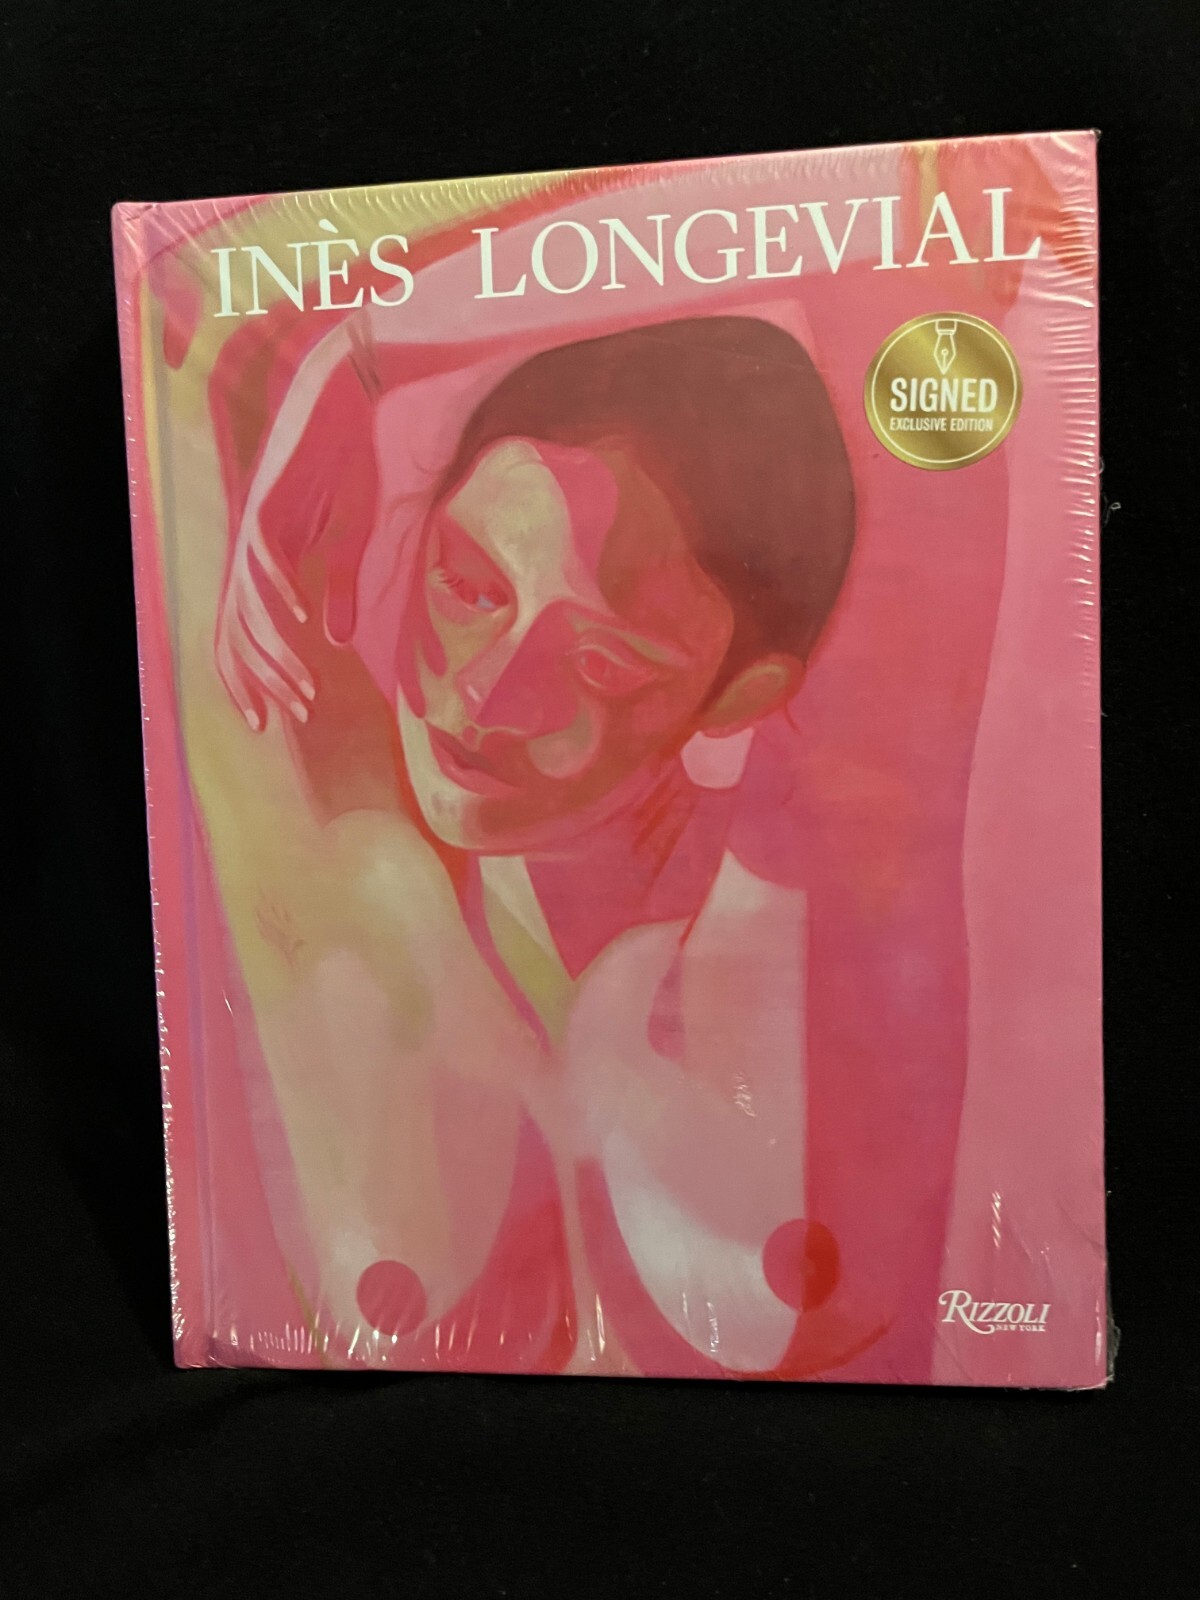 INÈS LONGEVIAL
SIGNED
EXCLUSIVE EDITION
RIZZOLI
NEW YORK